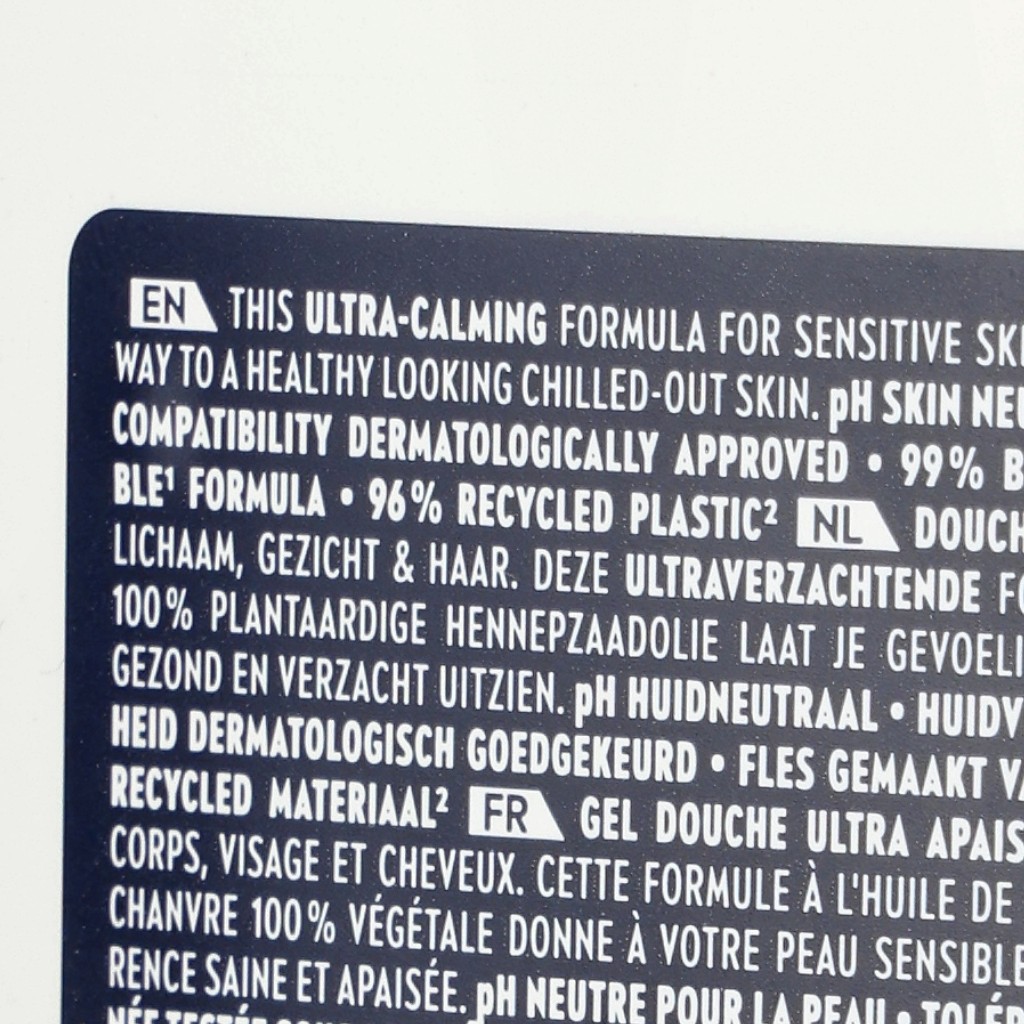 EN THIS ULTRA-CALMING FORMULA FOR SENSITIVE
WAY TO A HEALTHY LOOKING CHILLED-OUT SKIN. pH SKIN
COMPATIBILITY DERMATOLOGICALLY APPROVED • 99%
BLE¹ FORMULA • 96% RECYCLED PLASTIC² NL
LICHAAM, GEZICHT & HAAR. DEZE ULTRAVERZACHTENDE
100% PLANTAARDIGE HENNEPZAADOLIE LAAT JE
GEZOND EN VERZACHT UITZIEN. pH HUIDNEUTRAAL •
HEID DERMATOLOGISCH GOEDGEKEURD • FLES GEMAAKT
RECYCLED MATERIAAL² FR GEL DOUCHE ULTRA
CORPS, VISAGE ET CHEVEUX. CETTE FORMULE À L'HUILE DE
CHANVRE 100% VÉGÉTALE DONNE À VOTRE PEAU SENSIBLE
RENCE SAINE ET APAISÉE. pH NEUTRE POUR LA PEAU •